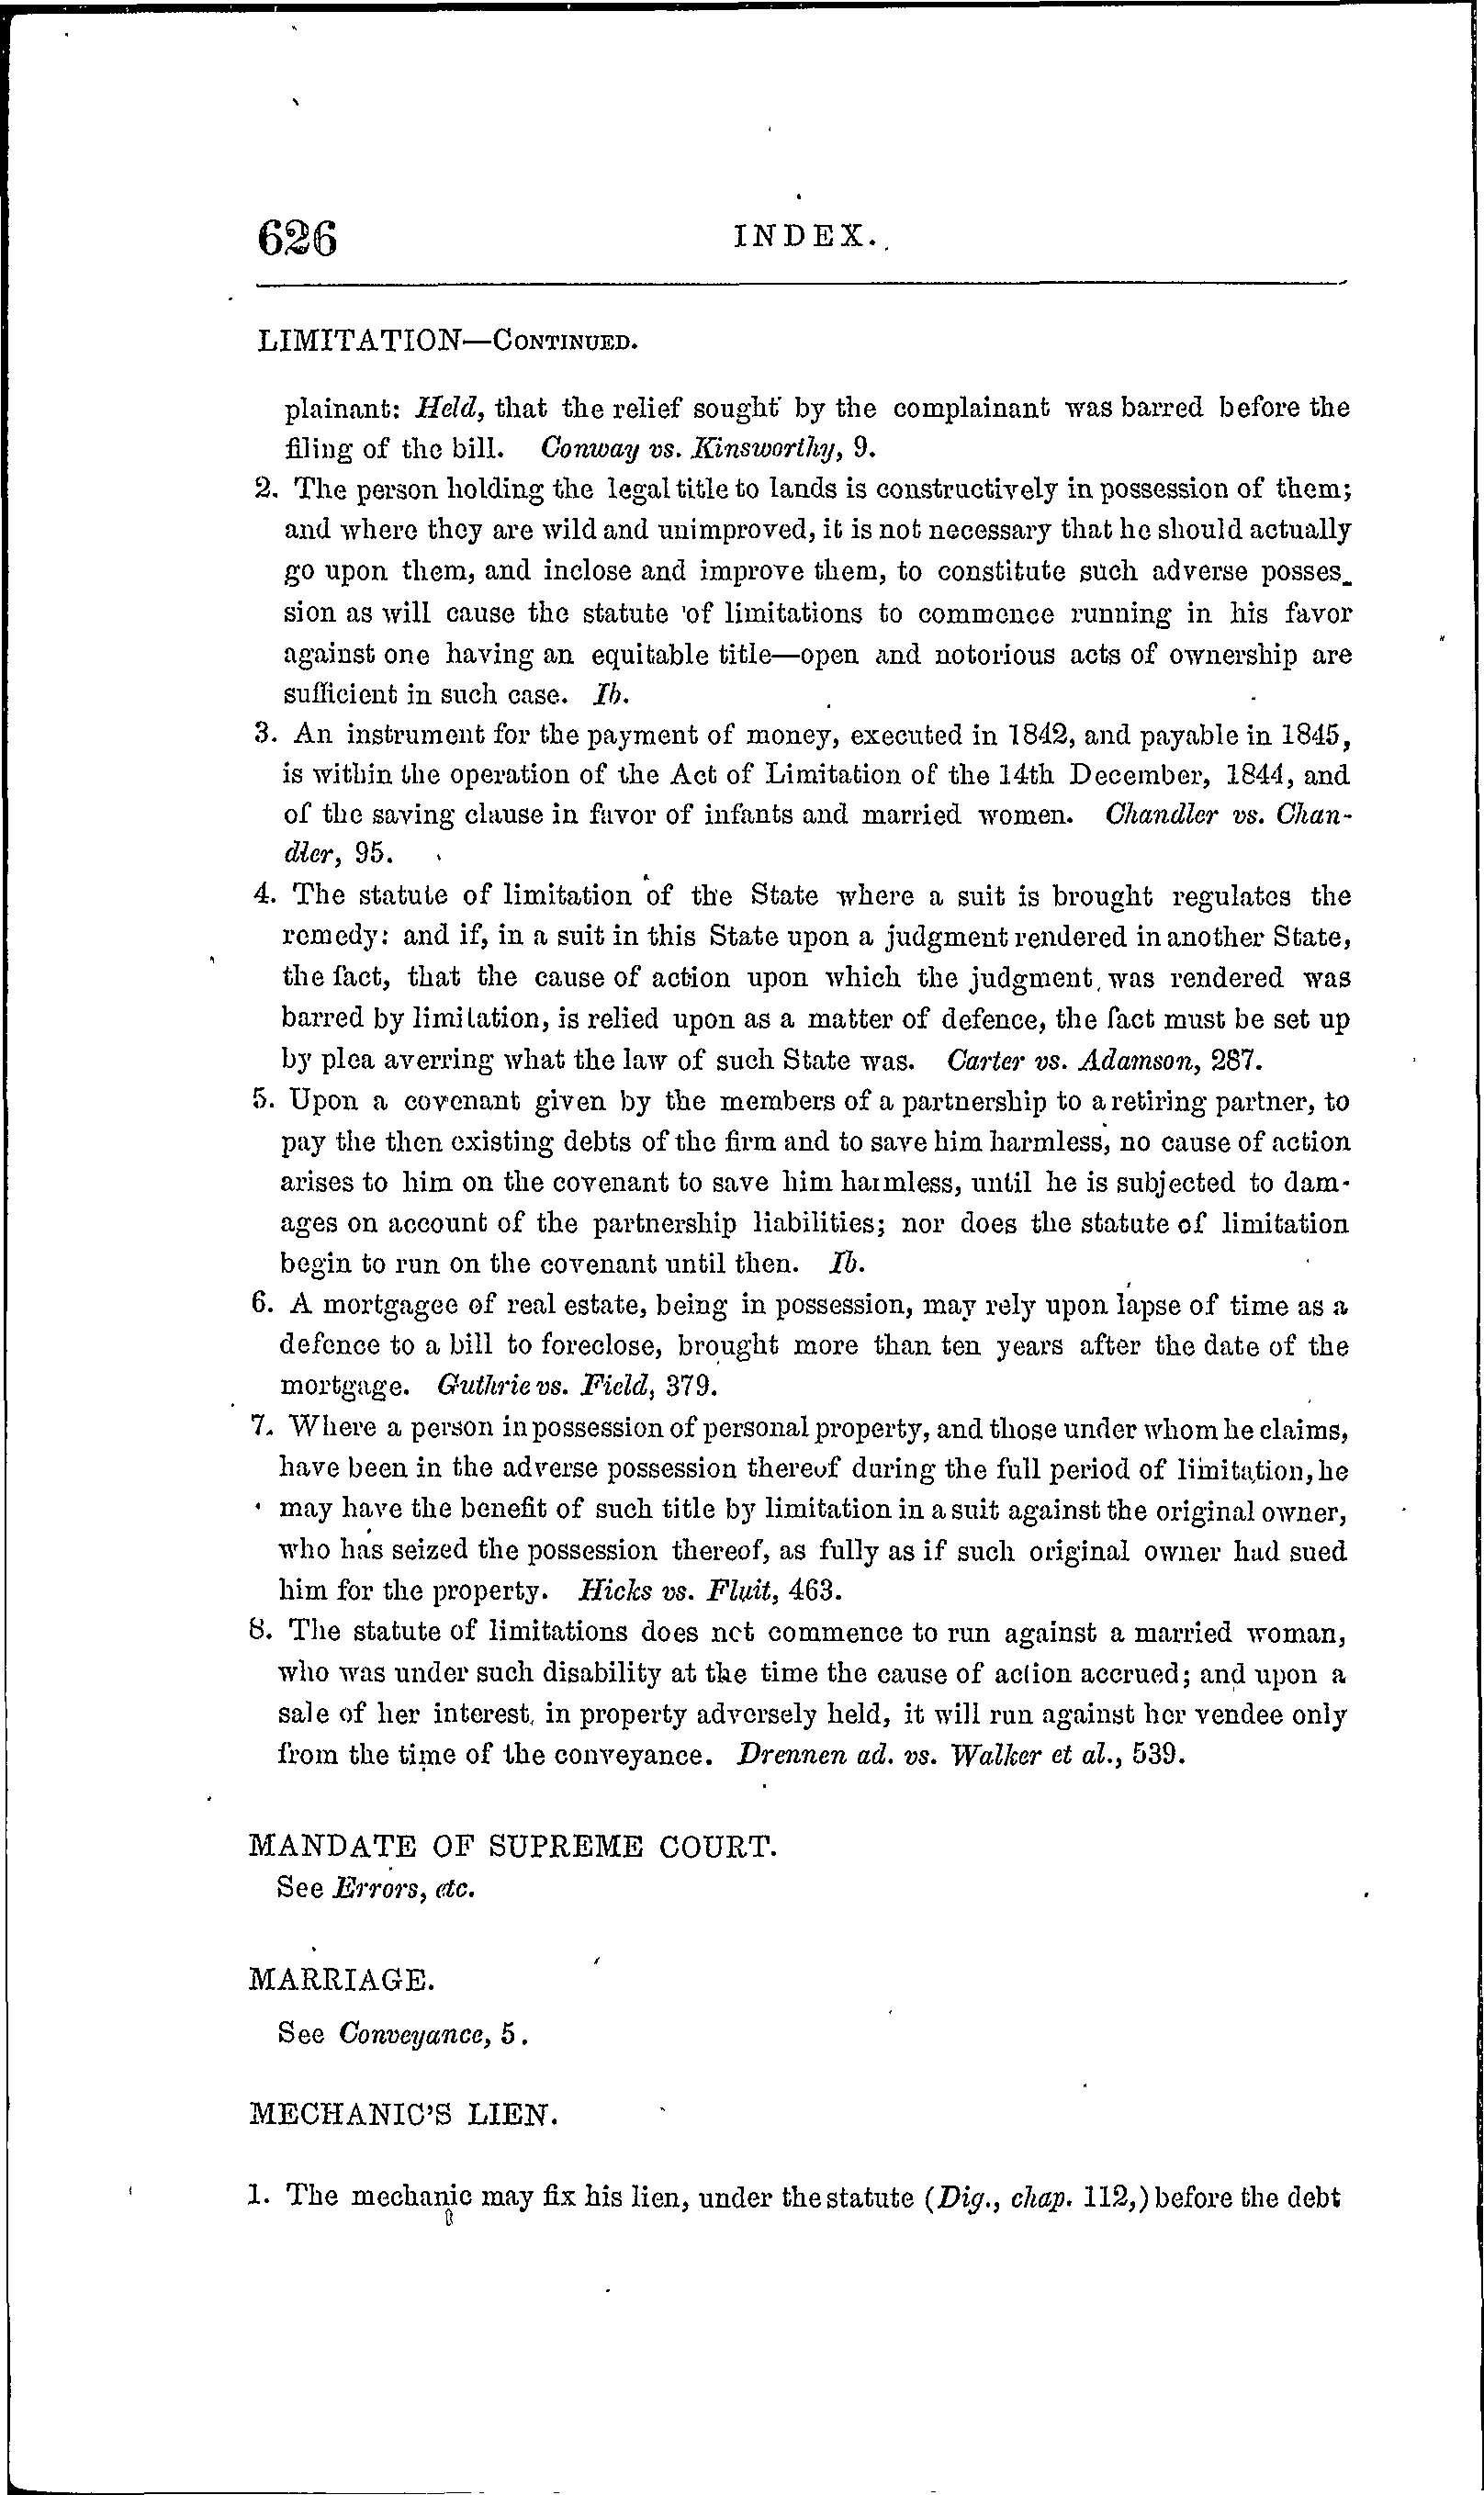 626 INDEX.
LIMITATION—CONTINUED.
plainant: Held, that the relief sought by the complainant was barred before the
filing of the bill. Conway vs. Kinsworthy, 9.
2. The person holding the legal title to lands is constructively in possession of them;
and where they are wild and unimproved, it is not necessary that he should actually
go upon them, and inclose and improve them, to constitute such adverse posses-
sion as will cause the statute of limitations to commence running in his favor
against one having an equitable title—open and notorious acts of ownership are
sufficient in such case. Ib.
3. An instrument for the payment of money, executed in 1842, and payable in 1845,
is within the operation of the Act of Limitation of the 14th December, 1844, and
of the saving clause in favor of infants and married women. Chandler vs. Chan-
dler, 95.
4. The statute of limitation of the State where a suit is brought regulates the
remedy: and if, in a suit in this State upon a judgment rendered in another State,
the fact, that the cause of action upon which the judgment was rendered was
barred by limitation, is relied upon as a matter of defence, the fact must be set up
by plea averring what the law of such State was. Carter vs. Adamson, 287.
5. Upon a covenant given by the members of a partnership to a retiring partner, to
pay the then existing debts of the firm and to save him harmless, no cause of action
arises to him on the covenant to save him harmless, until he is subjected to dam-
ages on account of the partnership liabilities; nor does the statute of limitation
begin to run on the covenant until then. Ib.
6. A mortgagee of real estate, being in possession, may rely upon lapse of time as a
defence to a bill to foreclose, brought more than ten years after the date of the
mortgage. Guthrie vs. Field, 379.
7. Where a person in possession of personal property, and those under whom he claims,
have been in the adverse possession thereof during the full period of limitation, he
may have the benefit of such title by limitation in a suit against the original owner,
who has seized the possession thereof, as fully as if such original owner had sued
him for the property. Hicks vs. Fluit, 463.
8. The statute of limitations does not commence to run against a married woman,
who was under such disability at the time the cause of action accrued; and upon a
sale of her interest, in property adversely held, it will run against her vendee only
from the time of the conveyance. Drennen ad. vs. Walker et al., 539.
MANDATE OF SUPREME COURT.
See Errors, etc.
MARRIAGE.
See Conveyance, 5.
MECHANIC'S LIEN.
1. The mechanic may fix his lien, under the statute (Dig., chap. 112,) before the debt